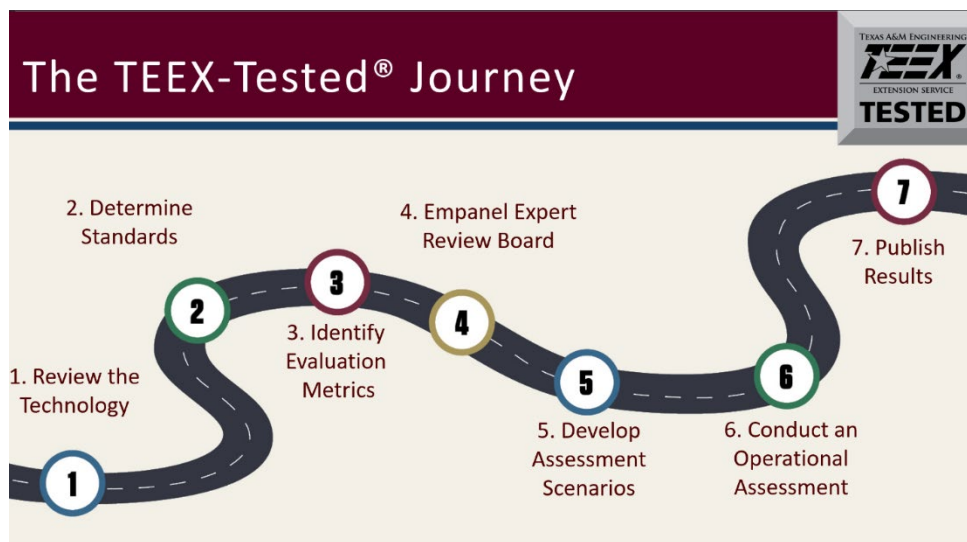 The TEEX-Tested® Journey
TEXAS A&M ENGINEERING
TEEX®
EXTENSION SERVICE
TESTED
1. Review the
Technology
1
2. Determine
Standards
2
3
3. Identify
Evaluation
Metrics
4. Empanel Expert
Review Board
4
5
5. Develop
Assessment
Scenarios
6
6. Conduct an
Operational
Assessment
7
7. Publish
Results